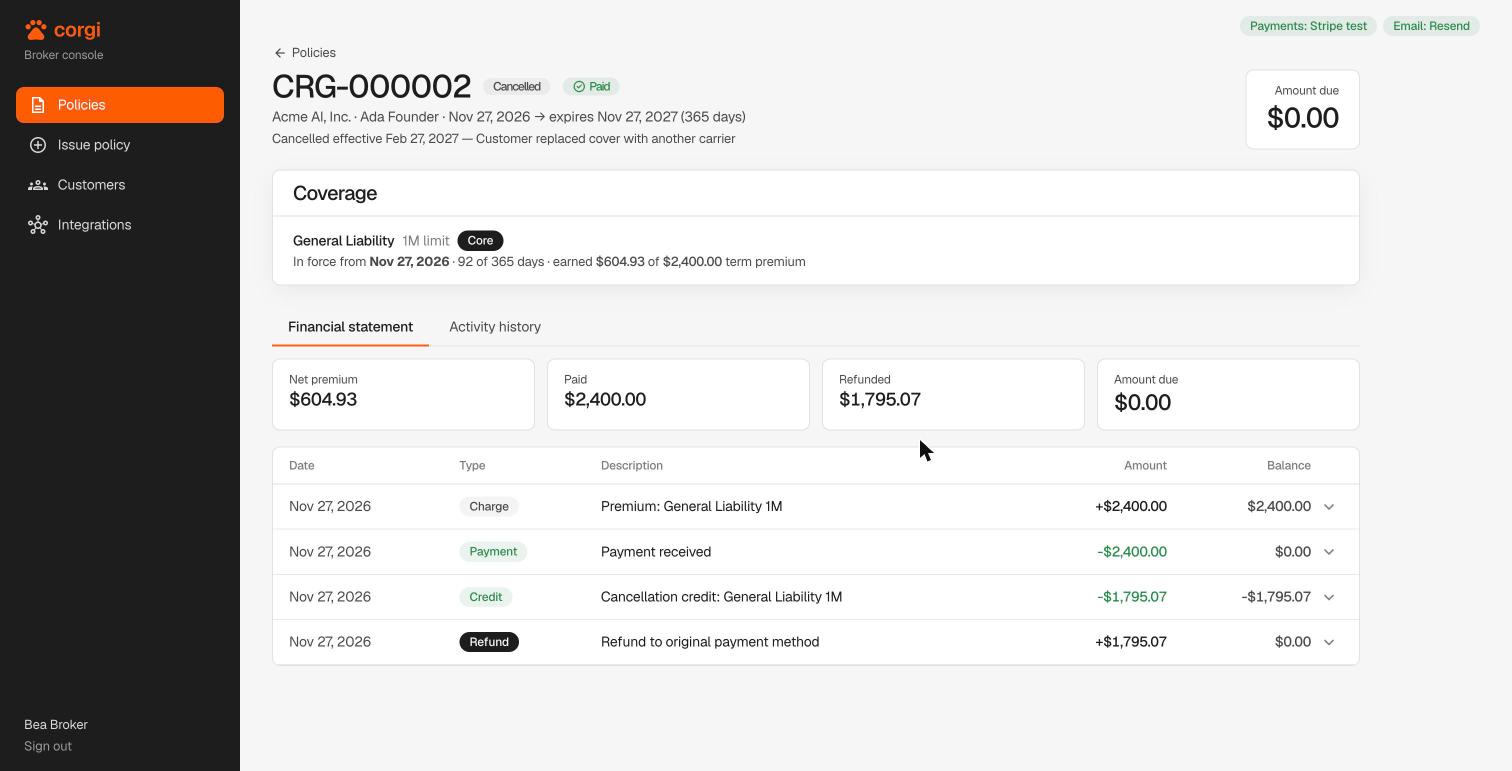 corgi
Broker console
Policies
Issue policy
Customers
Integrations
Bea Broker
Sign out
Payments: Stripe test Email: Resend
← Policies
CRG-000002 Cancelled Paid
Acme AI, Inc. · Ada Founder · Nov 27, 2026 → expires Nov 27, 2027 (365 days)
Cancelled effective Feb 27, 2027 — Customer replaced cover with another carrier
Amount due
$0.00
Coverage
General Liability 1M limit Core
In force from Nov 27, 2026 · 92 of 365 days · earned $604.93 of $2,400.00 term premium
Financial statement Activity history
Net premium
$604.93
Paid
$2,400.00
Refunded
$1,795.07
Amount due
$0.00
Date Type Description Amount Balance
Nov 27, 2026 Charge Premium: General Liability 1M +$2,400.00 $2,400.00
Nov 27, 2026 Payment Payment received -$2,400.00 $0.00
Nov 27, 2026 Credit Cancellation credit: General Liability 1M -$1,795.07 -$1,795.07
Nov 27, 2026 Refund Refund to original payment method +$1,795.07 $0.00